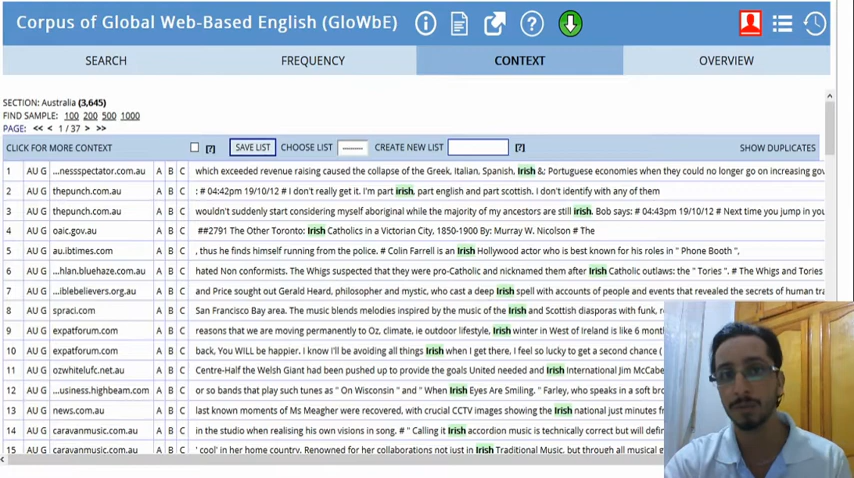 Corpus of Global Web-Based English (GloWbE)
SEARCH FREQUENCY CONTEXT OVERVIEW
SECTION: Australia (3,645)
FIND SAMPLE: 100 200 500 1000
PAGE: << < 1 / 37 > >>
CLICK FOR MORE CONTEXT [?] SAVE LIST CHOOSE LIST ---------- CREATE NEW LIST [?] SHOW DUPLICATES
1 AU G ...nessspectator.com.au A B C which exceeded revenue raising caused the collapse of the Greek, Italian, Spanish, Irish &; Portuguese economies when they could no longer go on increasing gov
2 AU G thepunch.com.au A B C : # 04:42pm 19/10/12 # I don't really get it. I'm part irish, part english and part scottish. I don't identify with any of them
3 AU G thepunch.com.au A B C wouldn't suddenly start considering myself aboriginal while the majority of my ancestors are still irish. Bob says: # 04:43pm 19/10/12 # Next time you jump in you
4 AU G oaic.gov.au A B C ##2791 The Other Toronto: Irish Catholics in a Victorian City, 1850-1900 By: Murray W. Nicolson # The
5 AU G au.ibtimes.com A B C , thus he finds himself running from the police. # Colin Farrell is an Irish Hollywood actor who is best known for his roles in " Phone Booth ",
6 AU G ...hlan.bluehaze.com.au A B C hated Non conformists. The Whigs suspected that they were pro-Catholic and nicknamed them after Irish Catholic outlaws: the " Tories ". # The Whigs and Tories
7 AU G ...iblebelievers.org.au A B C and Price sought out Gerald Heard, philosopher and mystic, who cast a deep Irish spell with accounts of people and events that revealed the secrets of human tra
8 AU G spraci.com A B C San Francisco Bay area. The music blends melodies inspired by the music of the Irish and Scottish diasporas with funk, r
9 AU G expatforum.com A B C reasons that we are moving permanently to Oz, climate, ie outdoor lifestyle, Irish winter in West of Ireland is like 6 mont
10 AU G expatforum.com A B C back, You WILL be happier. I know I'll be avoiding all things Irish when I get there, I feel so lucky to get a second chance (
11 AU G ozwhitelufc.net.au A B C Centre-Half the Welsh Giant had been pushed up to provide the goals United needed and Irish International Jim McCabe
12 AU G ...usiness.highbeam.com A B C or so bands that play such tunes as " On Wisconsin " and " When Irish Eyes Are Smiling. " Farley, who speaks in a soft bro
13 AU G news.com.au A B C last known moments of Ms Meagher were recovered, with crucial CCTV images showing the Irish national just minutes fr
14 AU G caravanmusic.com.au A B C in the studio when realising his own visions in song. # " Calling it Irish accordion music is technically correct but will defin
15 AU G caravanmusic.com.au A B C ' cool' in her home country. Renowned for her collaborations not just in Irish Traditional Music, but through all musical g